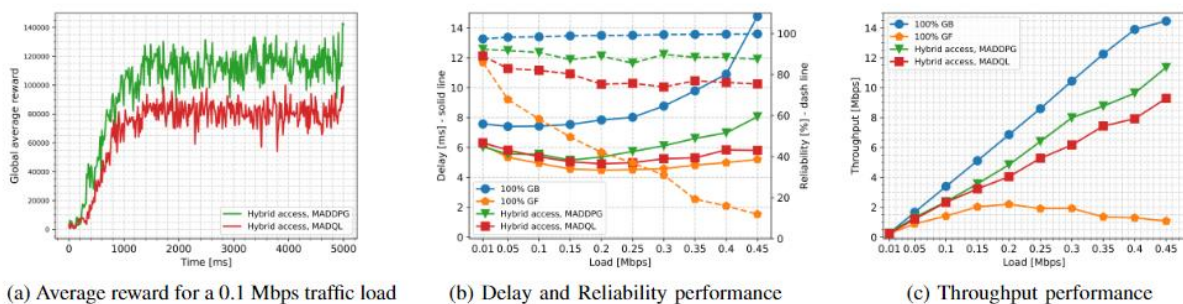 140000
120000
100000
80000
60000
40000
20000
0
Global average reward
Hybrid access, MADDPG
Hybrid access, MADQL
0 1000 2000 3000 4000 5000
Time [ms]
(a) Average reward for a 0.1 Mbps traffic load
14
12
10
8
6
4
2
0
Delay [ms] - solid line
100% GB
100% GF
Hybrid access, MADDPG
Hybrid access, MADQL
100
80
60
40
20
0
Reliability [%] - dash line
0.01 0.05 0.1 0.15 0.2 0.25 0.3 0.35 0.4 0.45
Load [Mbps]
(b) Delay and Reliability performance
14
12
10
8
6
4
2
0
Throughput [Mbps]
100% GB
100% GF
Hybrid access, MADDPG
Hybrid access, MADQL
0.01 0.05 0.1 0.15 0.2 0.25 0.3 0.35 0.4 0.45
Load [Mbps]
(c) Throughput performance